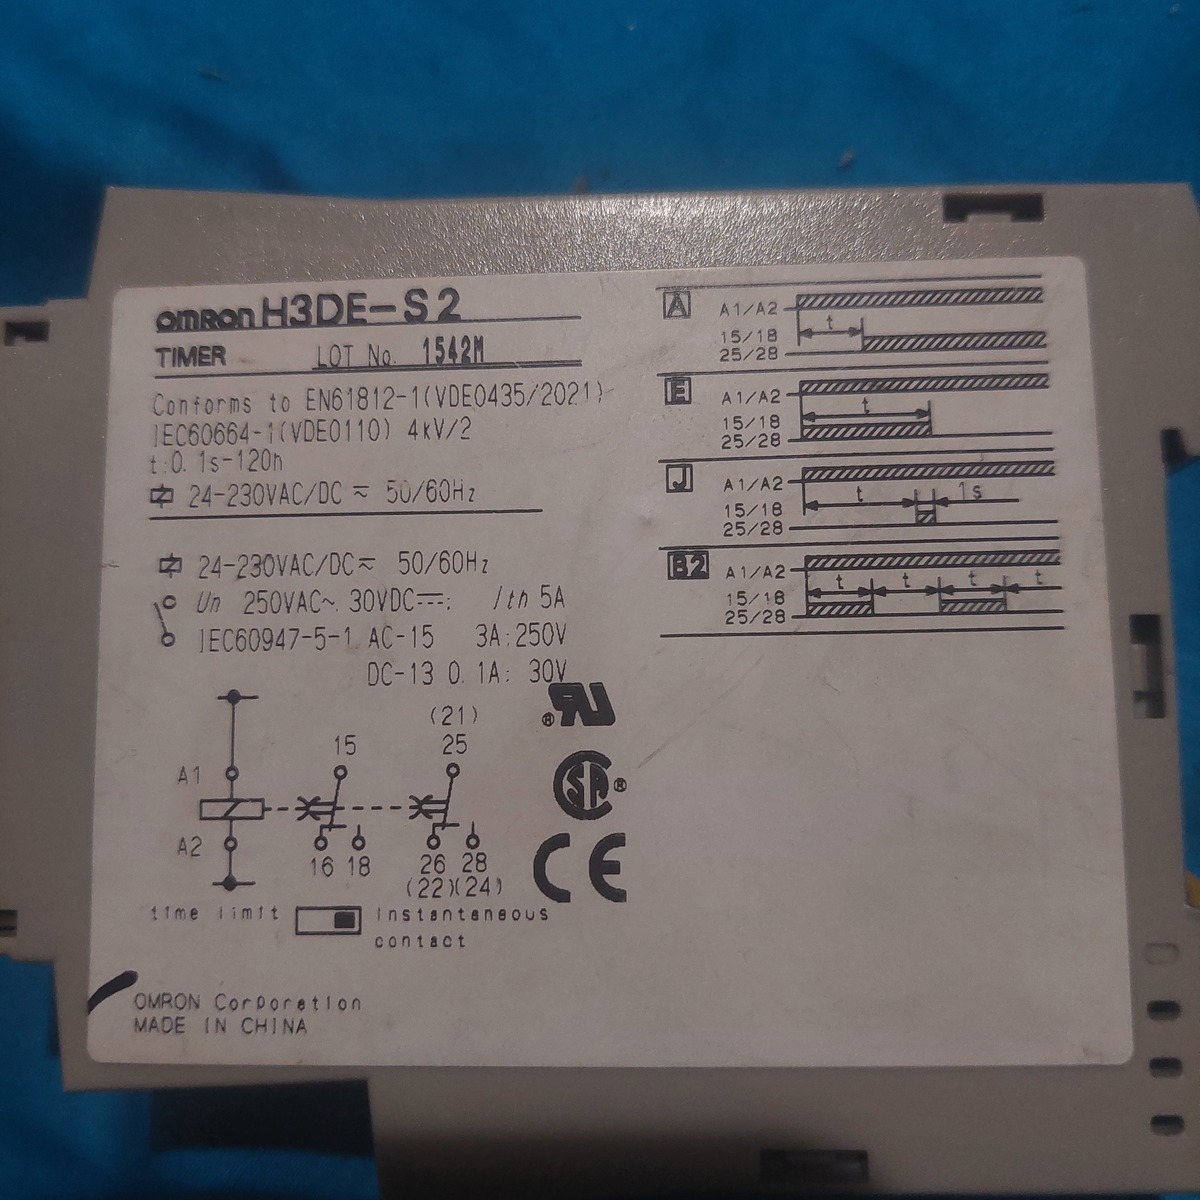 OMRON H3DE-S2
TIMER LOT No. 1542M
Conforms to EN61812-1(VDE0435/2021)
IEC60664-1(VDE0110) 4kV/2
t:0.1s-120h
24-230VAC/DC ≂ 50/60Hz
24-230VAC/DC ≂ 50/60Hz
Un 250VAC~, 30VDC⎓: Ith 5A
IEC60947-5-1 AC-15 3A:250V
DC-13 0.1A: 30V
(21)
15 25
A1
A2
16 18 26 28
(22)(24)
time limit instantaneous
contact
OMRON Corporation
MADE IN CHINA
SA ®
CE
A A1/A2
t
15/18
25/28
E A1/A2
t
15/18
25/28
J A1/A2
t 1s
15/18
25/28
B2 A1/A2
t t t t
15/18
25/28